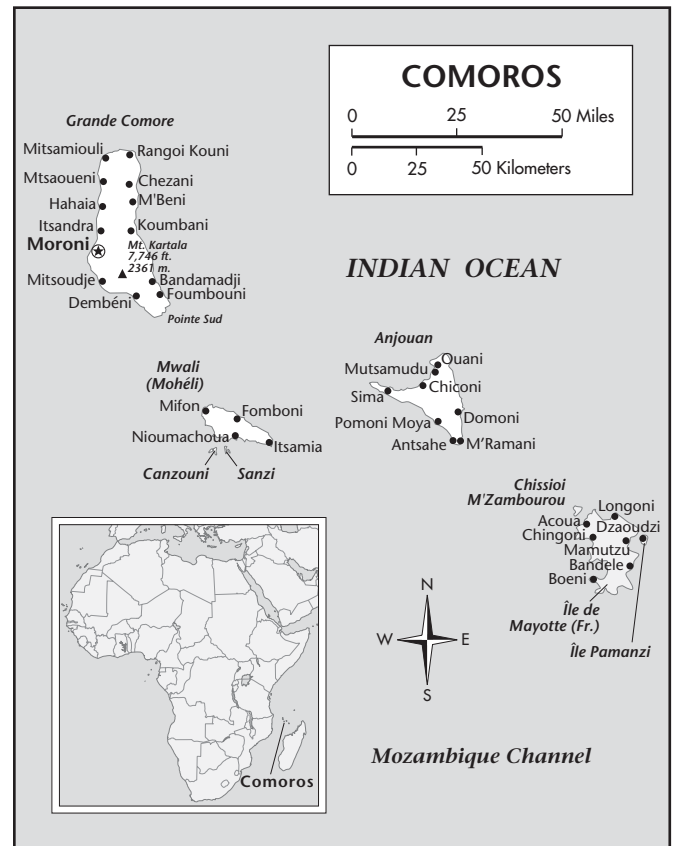 COMOROS
0 25 50 Miles
0 25 50 Kilometers
Grande Comore
Mitsamiouli
Rangoi Kouni
Mtsaoueni
Chezani
Hahaia
M'Beni
Itsandra
Koumbani
Moroni
Mt. Kartala
7,746 ft.
2361 m.
Mitsoudje
Bandamadji
Foumbouni
Dembéni
Pointe Sud
INDIAN OCEAN
Anjouan
Ouani
Mutsamudu
Chiconi
Sima
Domoni
Pomoni Moya
Antsahe
M'Ramani
Mwali
(Mohéli)
Mifon
Fomboni
Nioumachoua
Itsamia
Canzouni
Sanzi
Chissioi
M'Zambourou
Longoni
Acoua
Dzaoudzi
Chingoni
Mamutzu
Bandele
Boeni
Île de
Mayotte (Fr.)
Île Pamanzi
N
W E
S
Mozambique Channel
Comoros